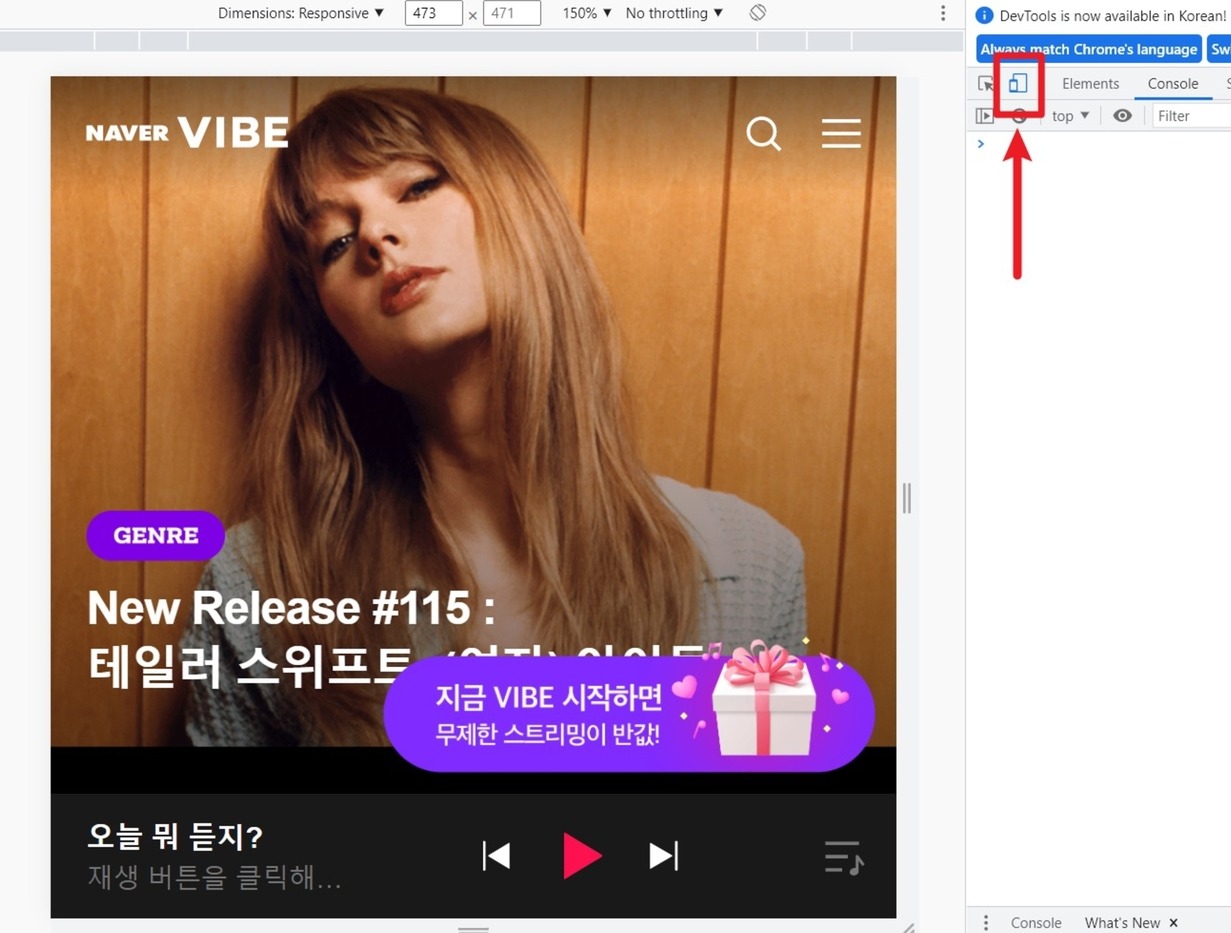 Dimensions: Responsive ▼ 473 × 471 150% ▼ No throttling ▼
DevTools is now available in Korean!
Always match Chrome's language
Elements Console
top ▼ Filter
NAVER VIBE
GENRE
New Release #115 :
테일러 스위프트
지금 VIBE 시작하면
무제한 스트리밍이 반값!
오늘 뭐 듣지?
재생 버튼을 클릭해...
Console What's New ×